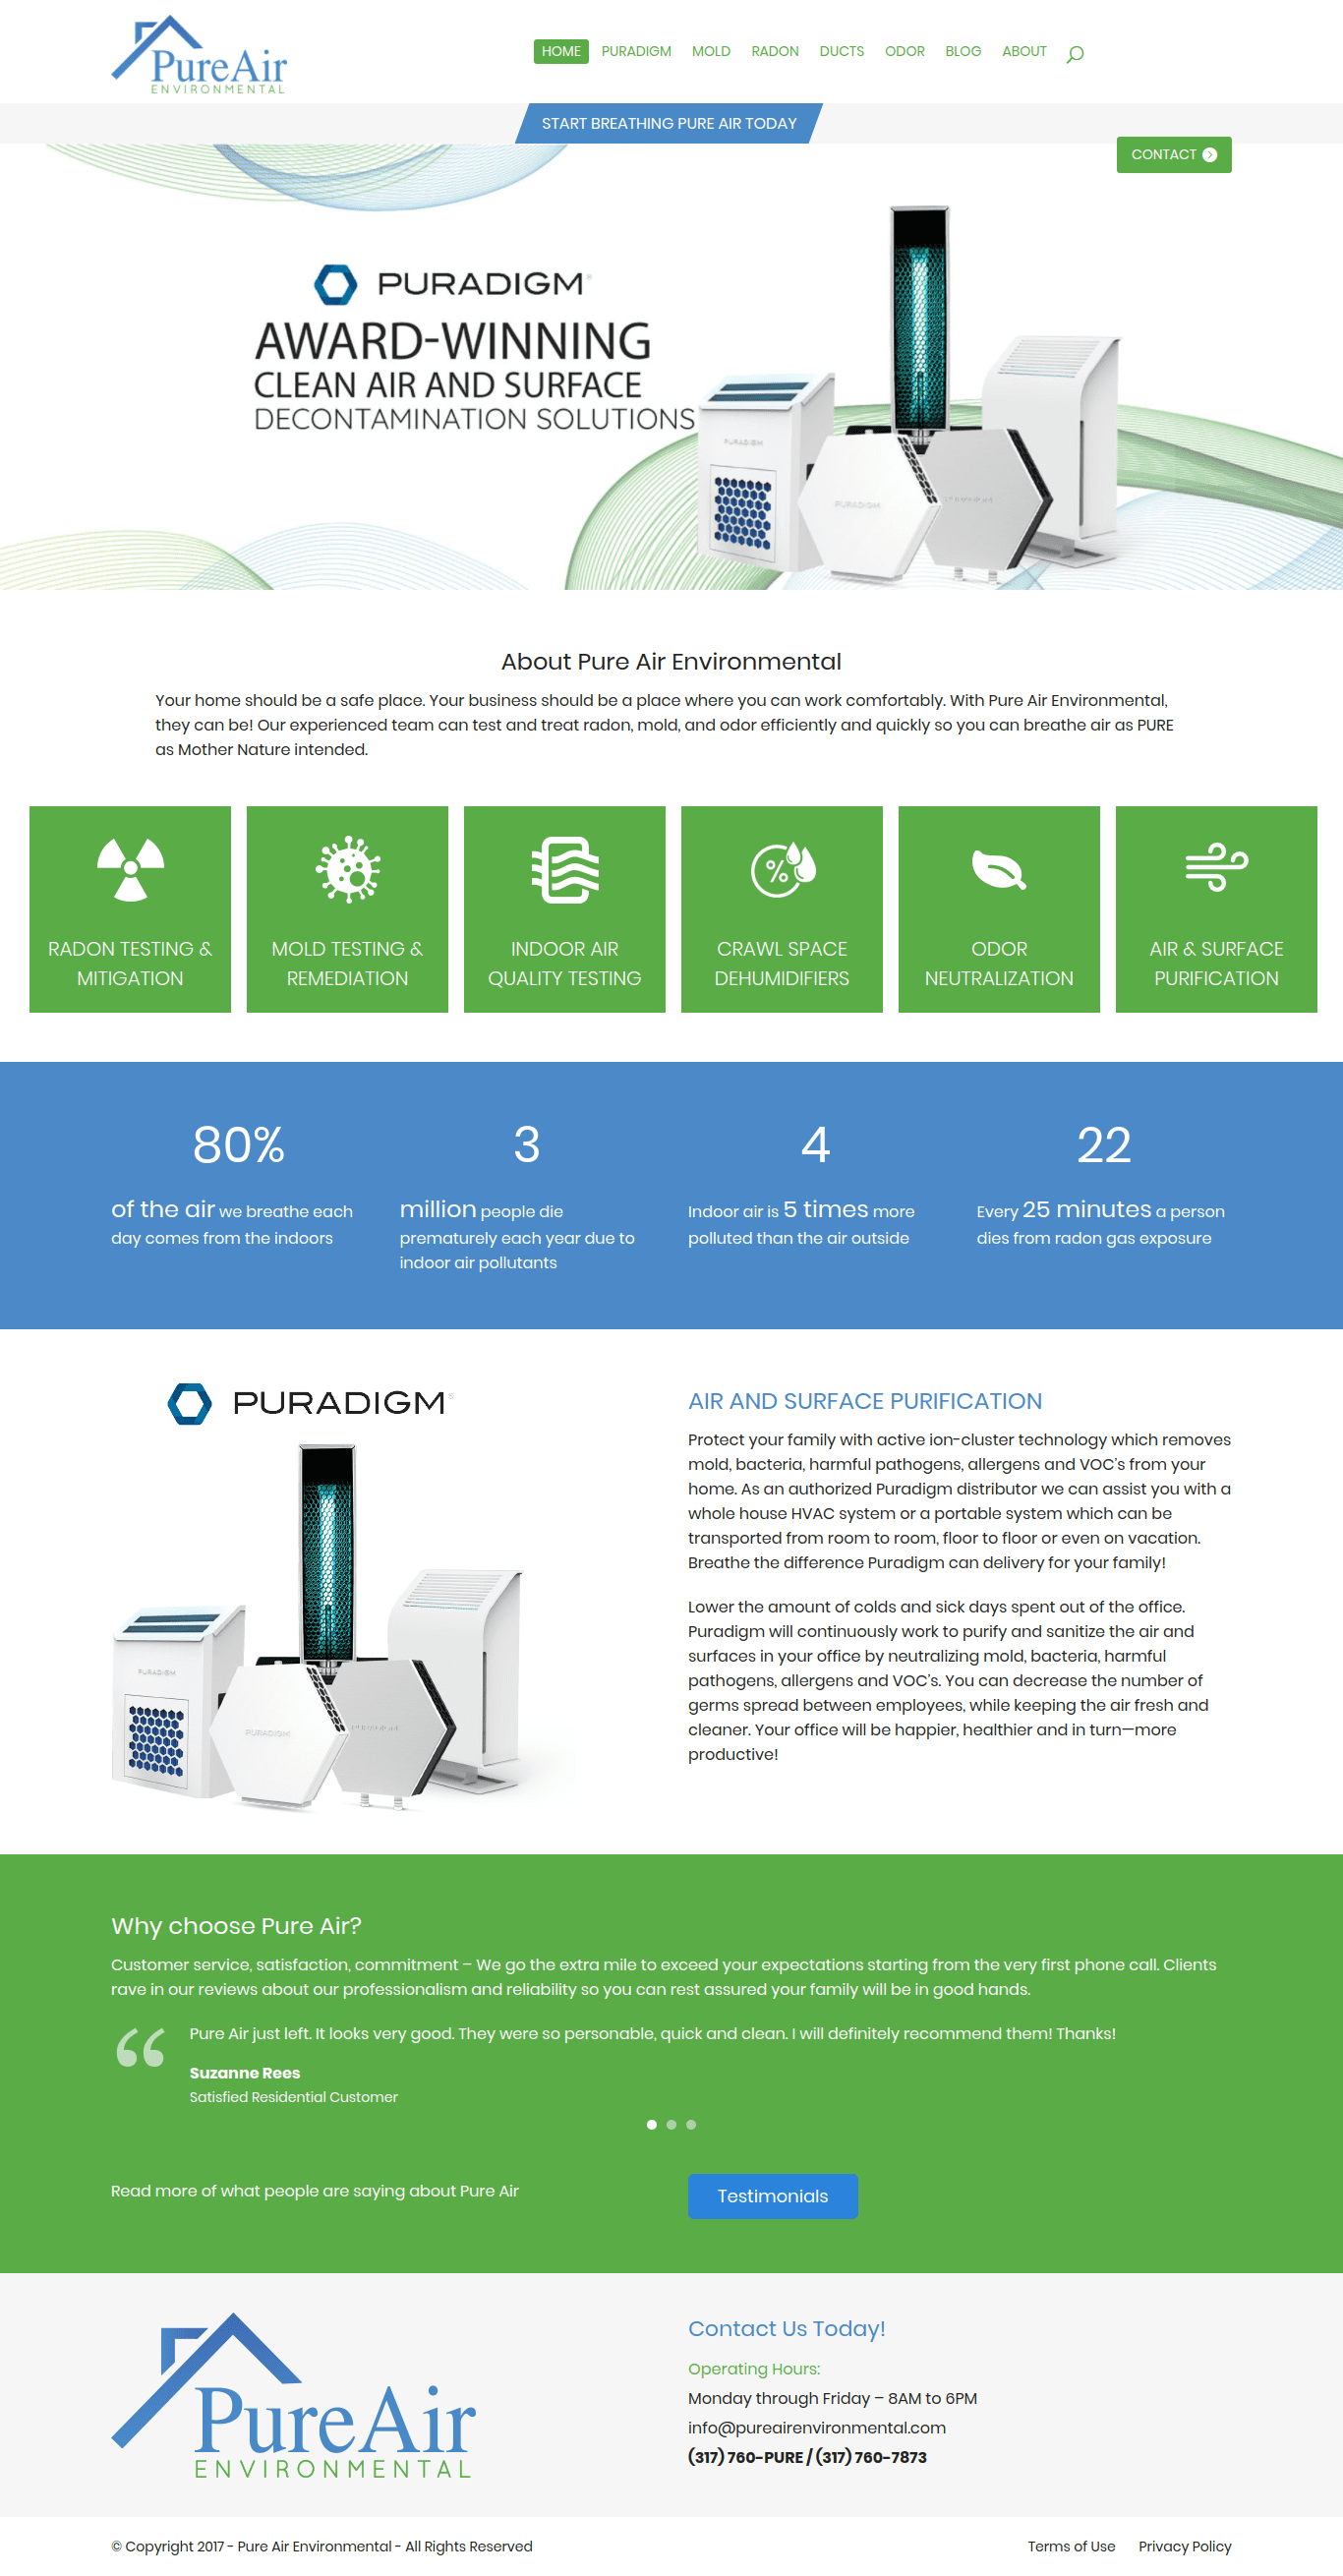 PureAir
ENVIRONMENTAL
HOME PURADIGM MOLD RADON DUCTS ODOR BLOG ABOUT
START BREATHING PURE AIR TODAY
CONTACT
PURADIGM®
AWARD-WINNING
CLEAN AIR AND SURFACE
DECONTAMINATION SOLUTIONS
PURADIGM
PURADIGM
PURADIGM
About Pure Air Environmental
Your home should be a safe place. Your business should be a place where you can work comfortably. With Pure Air Environmental,
they can be! Our experienced team can test and treat radon, mold, and odor efficiently and quickly so you can breathe air as PURE
as Mother Nature intended.
RADON TESTING &
MITIGATION
MOLD TESTING &
REMEDIATION
INDOOR AIR
QUALITY TESTING
%
CRAWL SPACE
DEHUMIDIFIERS
ODOR
NEUTRALIZATION
AIR & SURFACE
PURIFICATION
80%
of the air we breathe each
day comes from the indoors
3
million people die
prematurely each year due to
indoor air pollutants
4
Indoor air is 5 times more
polluted than the air outside
22
Every 25 minutes a person
dies from radon gas exposure
PURADIGM®
PURADIGM
PURADIGM
PURADIGM
AIR AND SURFACE PURIFICATION
Protect your family with active ion-cluster technology which removes
mold, bacteria, harmful pathogens, allergens and VOC’s from your
home. As an authorized Puradigm distributor we can assist you with a
whole house HVAC system or a portable system which can be
transported from room to room, floor to floor or even on vacation.
Breathe the difference Puradigm can delivery for your family!
Lower the amount of colds and sick days spent out of the office.
Puradigm will continuously work to purify and sanitize the air and
surfaces in your office by neutralizing mold, bacteria, harmful
pathogens, allergens and VOC’s. You can decrease the number of
germs spread between employees, while keeping the air fresh and
cleaner. Your office will be happier, healthier and in turn—more
productive!
Why choose Pure Air?
Customer service, satisfaction, commitment – We go the extra mile to exceed your expectations starting from the very first phone call. Clients
rave in our reviews about our professionalism and reliability so you can rest assured your family will be in good hands.
“
Pure Air just left. It looks very good. They were so personable, quick and clean. I will definitely recommend them! Thanks!
Suzanne Rees
Satisfied Residential Customer
Read more of what people are saying about Pure Air
Testimonials
PureAir
ENVIRONMENTAL
Contact Us Today!
Operating Hours:
Monday through Friday – 8AM to 6PM
info@pureairenvironmental.com
(317) 760-PURE / (317) 760-7873
© Copyright 2017 - Pure Air Environmental - All Rights Reserved
Terms of Use Privacy Policy